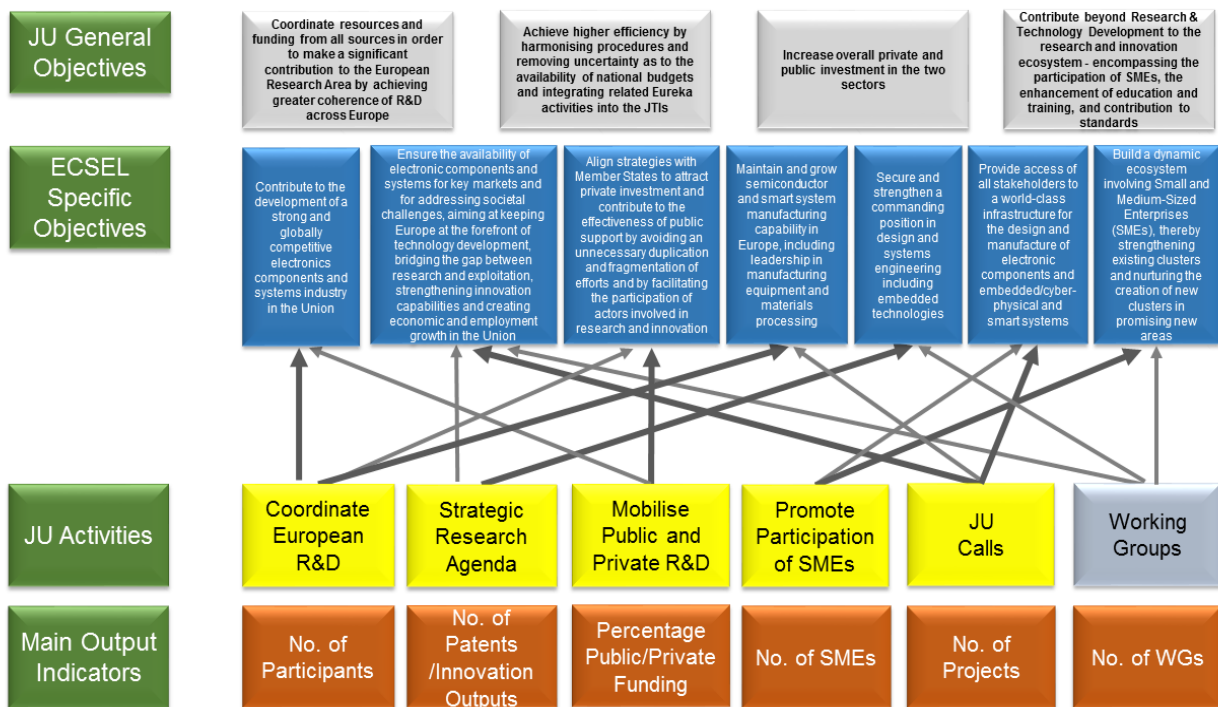 JU General
Objectives
Coordinate resources and
funding from all sources in order
to make a significant
contribution to the European
Research Area by achieving
greater coherence of R&D
across Europe
Achieve higher efficiency by
harmonising procedures and
removing uncertainty as to the
availability of national budgets
and integrating related Eureka
activities into the JTIs
Increase overall private and
public investment in the two
sectors
Contribute beyond Research &
Technology Development to the
research and innovation
ecosystem - encompassing the
participation of SMEs, the
enhancement of education and
training, and contribution to
standards
ECSEL
Specific
Objectives
Contribute to the
development of a
strong and
globally
competitive
electronics
components and
systems industry
in the Union
Ensure the availability of
electronic components and
systems for key markets and
for addressing societal
challenges, aiming at keeping
Europe at the forefront of
technology development,
bridging the gap between
research and exploitation,
strengthening innovation
capabilities and creating
economic and employment
growth in the Union
Align strategies with
Member States to attract
private investment and
contribute to the
effectiveness of public
support by avoiding an
unnecessary duplication
and fragmentation of
efforts and by facilitating
the participation of
actors involved in
research and innovation
Maintain and grow
semiconductor
and smart system
manufacturing
capability in
Europe, including
leadership in
manufacturing
equipment and
materials
processing
Secure and
strengthen a
commanding
position in
design and
systems
engineering
including
embedded
technologies
Provide access of
all stakeholders to
a world-class
infrastructure for
the design and
manufacture of
electronic
components and
embedded/cyber-
physical and
smart systems
Build a dynamic
ecosystem
involving Small and
Medium-Sized
Enterprises
(SMEs), thereby
strengthening
existing clusters
and nurturing the
creation of new
clusters in
promising new
areas
JU Activities
Coordinate
European
R&D
Strategic
Research
Agenda
Mobilise
Public and
Private R&D
Promote
Participation
of SMEs
JU
Calls
Working
Groups
Main Output
Indicators
No. of
Participants
No. of
Patents
/Innovation
Outputs
Percentage
Public/Private
Funding
No. of SMEs
No. of
Projects
No. of WGs